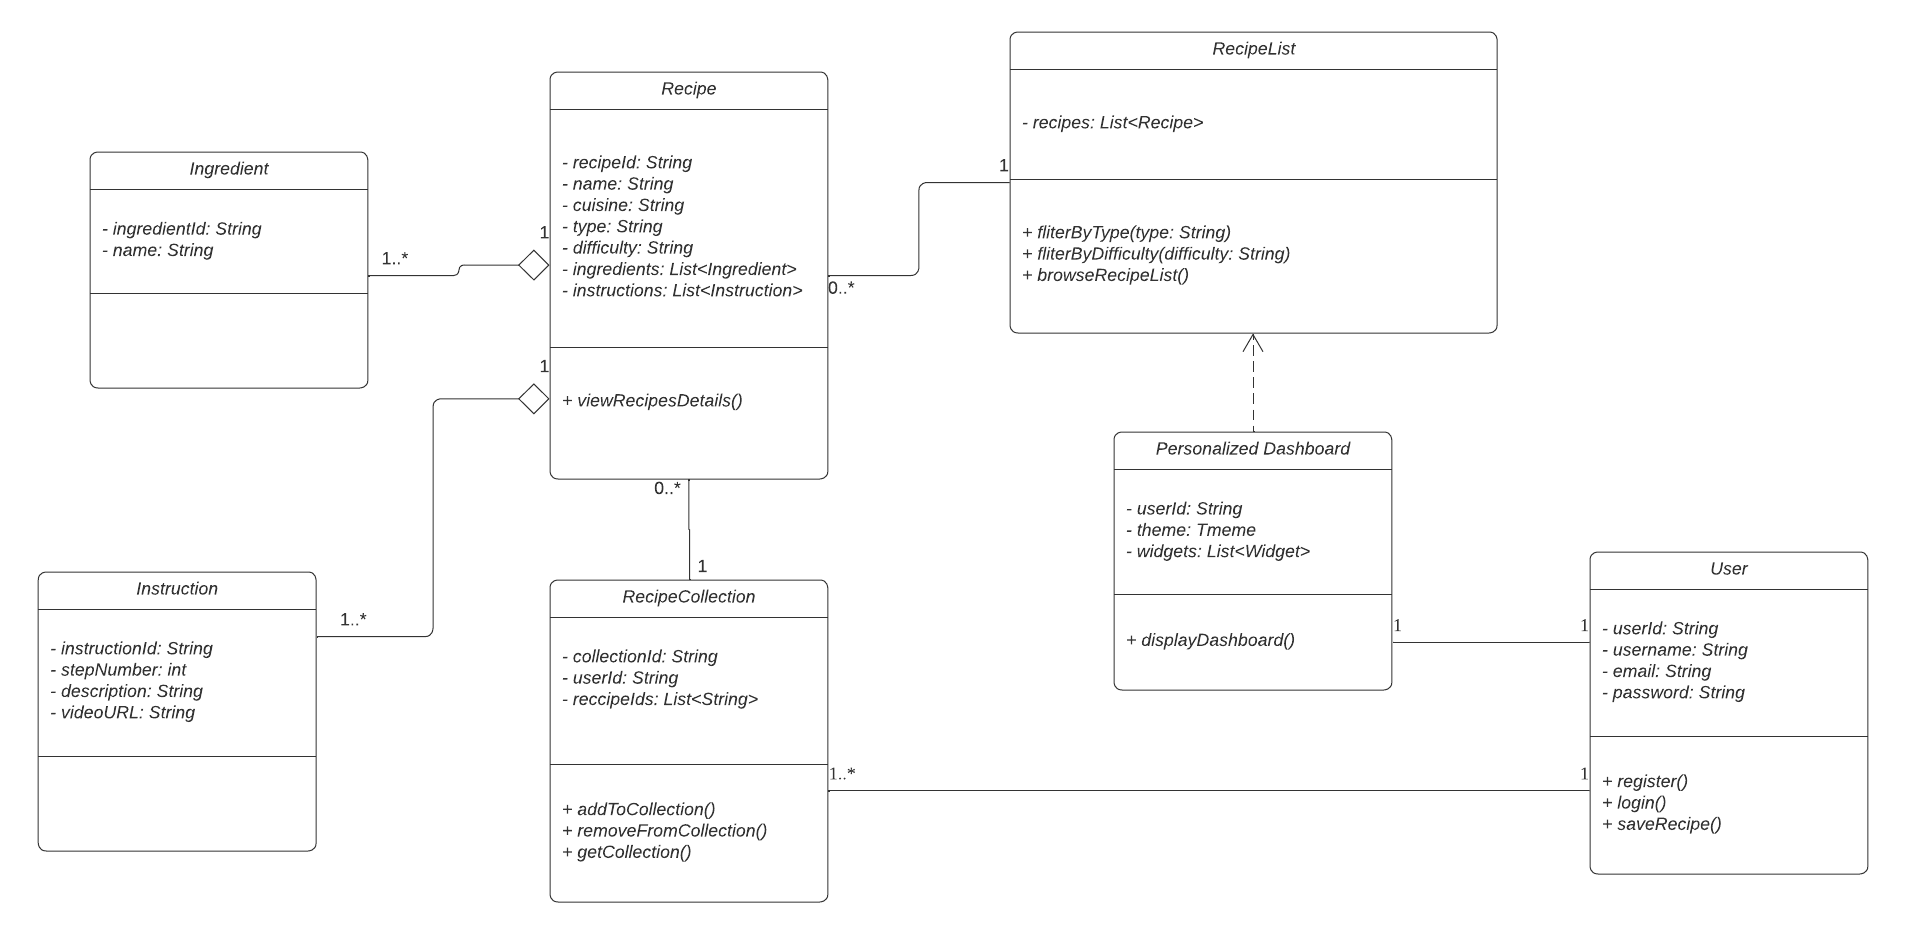 RecipeList
- recipes: List<Recipe>
+ fliterByType(type: String)
+ fliterByDifficulty(difficulty: String)
+ browseRecipeList()
1
Recipe
- recipeId: String
- name: String
- cuisine: String
- type: String
- difficulty: String
- ingredients: List<Ingredient>
- instructions: List<Instruction>
+ viewRecipesDetails()
1
1
0..*
0..*
Ingredient
- ingredientId: String
- name: String
1..*
Instruction
- instructionId: String
- stepNumber: int
- description: String
- videoURL: String
1..*
1
RecipeCollection
- collectionId: String
- userId: String
- reccipeIds: List<String>
+ addToCollection()
+ removeFromCollection()
+ getCollection()
1..*
Personalized Dashboard
- userId: String
- theme: Tmeme
- widgets: List<Widget>
+ displayDashboard()
1
1
User
- userId: String
- username: String
- email: String
- password: String
+ register()
+ login()
+ saveRecipe()
1